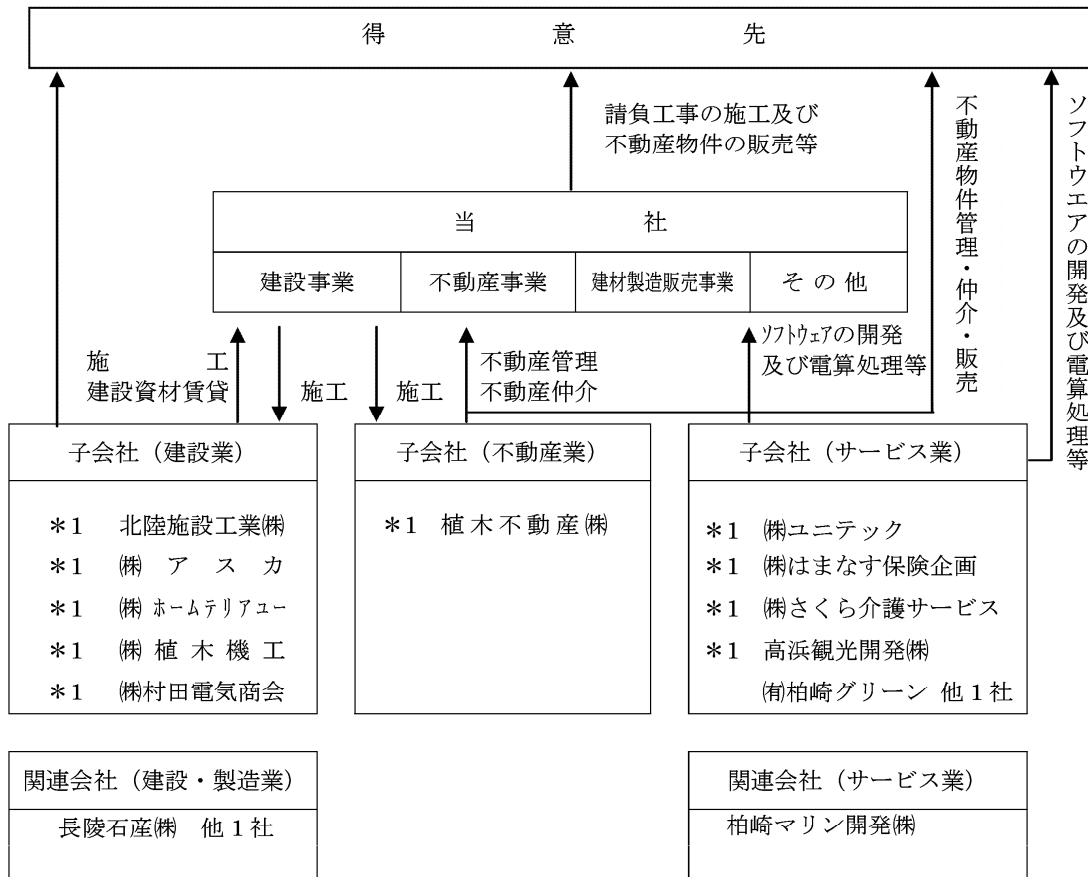 得意先
請負工事の施工及び
不動産物件の販売等
不動産物件管理・仲介・販売
ソフトウエアの開発及び電算処理等
当社
建設事業
不動産事業
建材製造販売事業
その他
施工
建設資材賃貸
施工
施工
不動産管理
不動産仲介
ソフトウェアの開発
及び電算処理等
子会社（建設業）
＊1 北陸施設工業㈱
＊1 ㈱アスカ
＊1 ㈱ホームテリアユー
＊1 ㈱植木機工
＊1 ㈱村田電気商会
子会社（不動産業）
＊1 植木不動産㈱
子会社（サービス業）
＊1 ㈱ユニテック
＊1 ㈱はまなす保険企画
＊1 ㈱さくら介護サービス
＊1 高浜観光開発㈱
㈲柏崎グリーン 他1社
関連会社（建設・製造業）
長陵石産㈱ 他1社
関連会社（サービス業）
柏崎マリン開発㈱